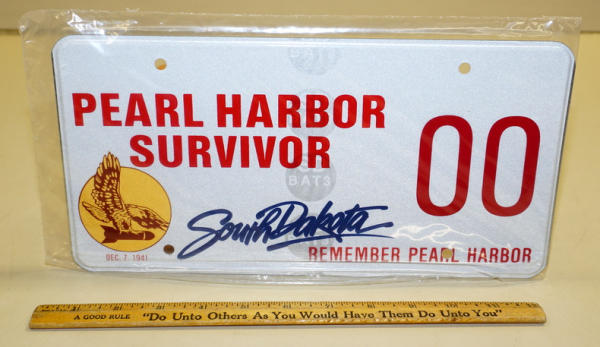 PEARL HARBOR
SURVIVOR
00
BAT3
South Dakota
DEC. 7, 1941
REMEMBER PEARL HARBOR
A GOOD RULE "Do Unto Others As You Would Have Them Do Unto You"